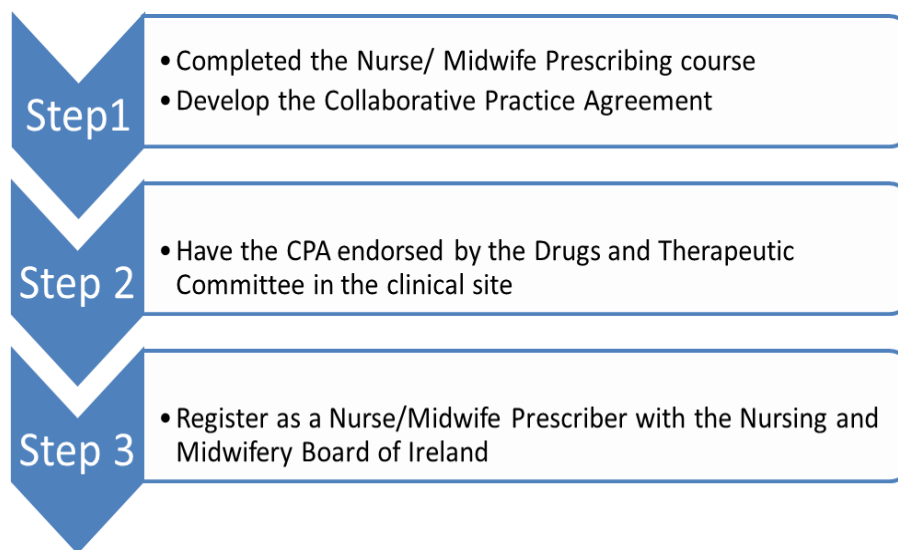 Step1
• Completed the Nurse/ Midwife Prescribing course
• Develop the Collaborative Practice Agreement
Step 2
• Have the CPA endorsed by the Drugs and Therapeutic
Committee in the clinical site
Step 3
• Register as a Nurse/Midwife Prescriber with the Nursing and
Midwifery Board of Ireland